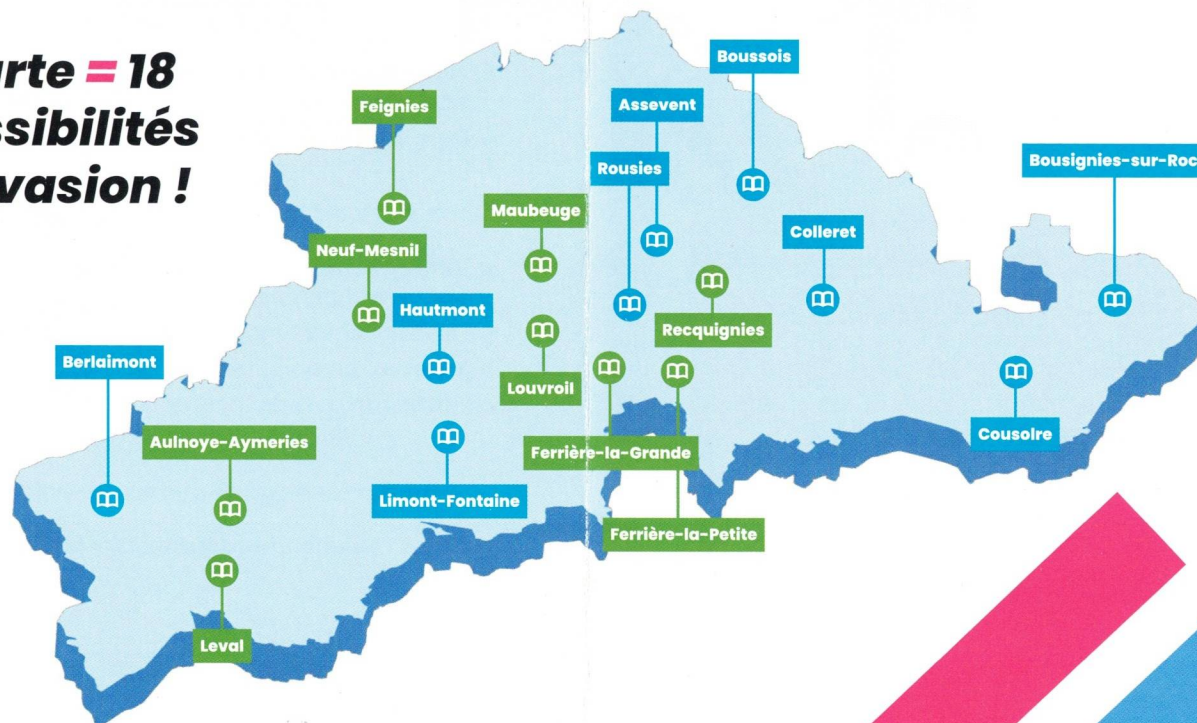 arte = 18
ssibilités
vasion !
Boussois
Feignies
Assevent
Bousignies-sur-Roc
Rousies
Maubeuge
Colleret
Neuf-Mesnil
Hautmont
Recquignies
Berlaimont
Louvroil
Aulnoye-Aymeries
Cousolre
Ferrière-la-Grande
Limont-Fontaine
Ferrière-la-Petite
Leval